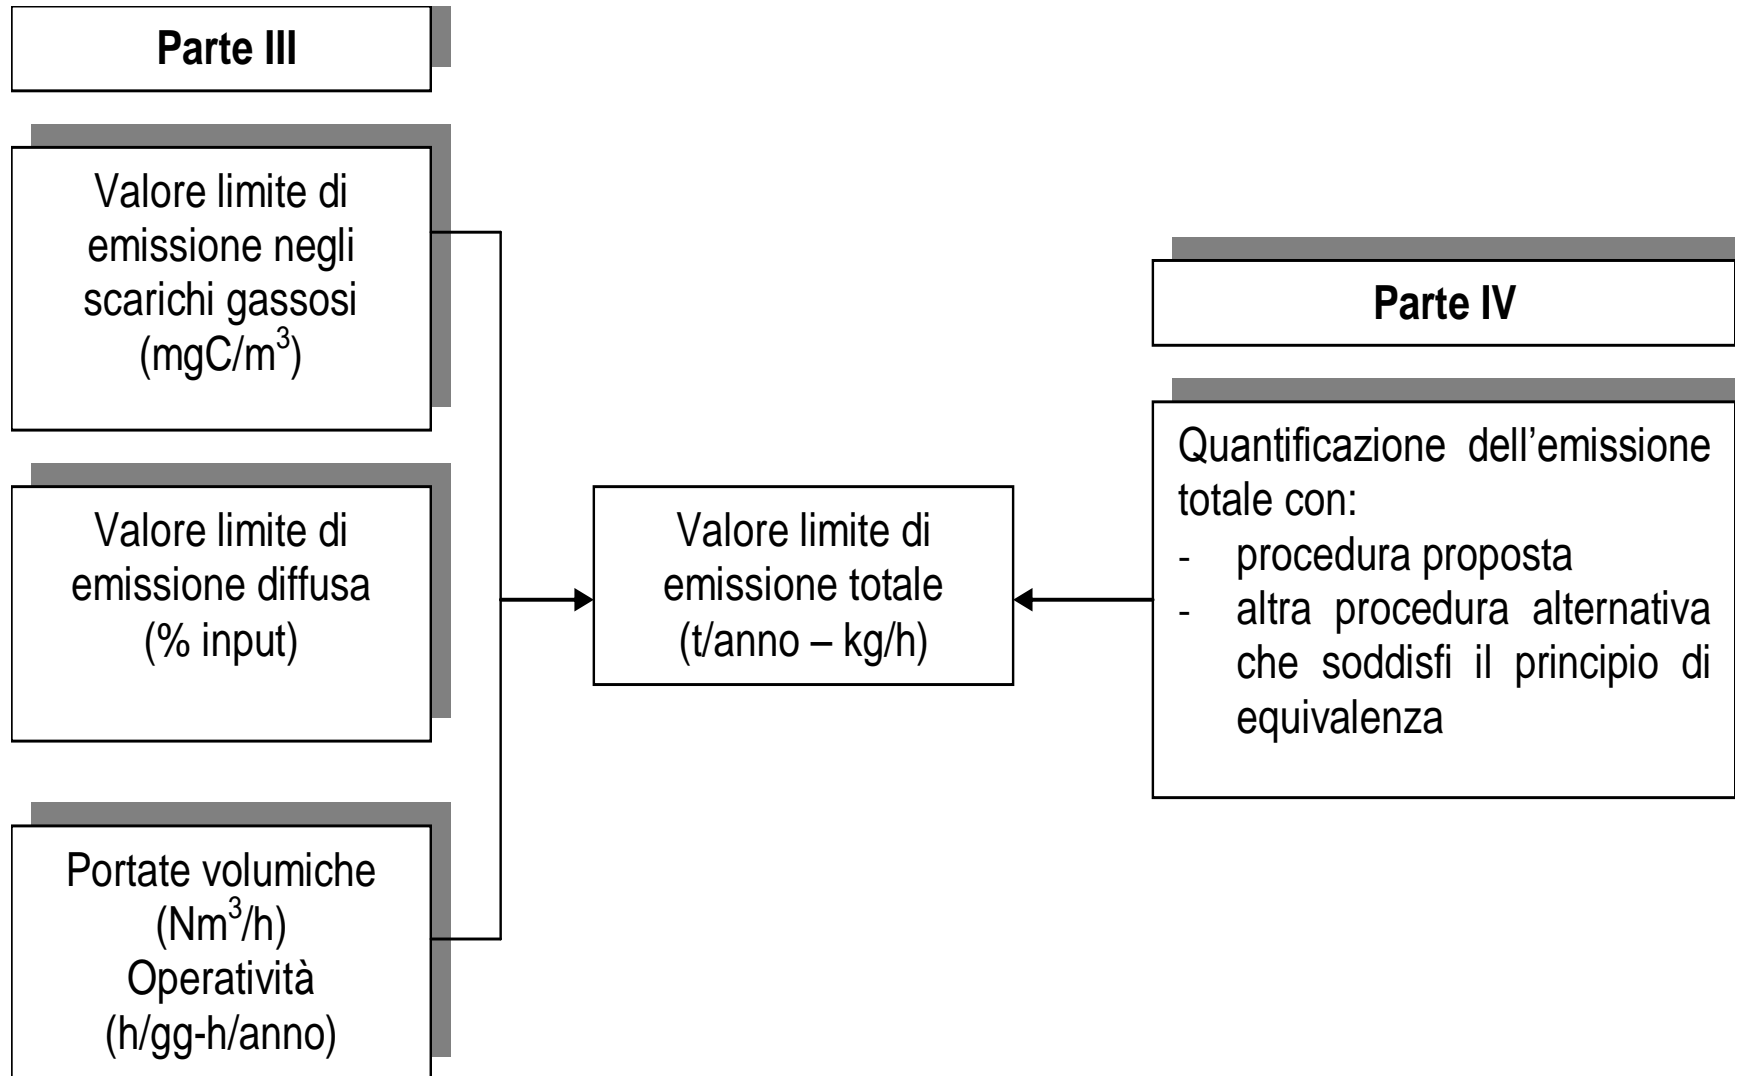 Parte III
Valore limite di
emissione negli
scarichi gassosi
(mgC/m³)
Valore limite di
emissione diffusa
(% input)
Portate volumiche
(Nm³/h)
Operatività
(h/gg-h/anno)
Valore limite di
emissione totale
(t/anno – kg/h)
Parte IV
Quantificazione dell’emissione
totale con:
- procedura proposta
- altra procedura alternativa
che soddisfi il principio di
equivalenza